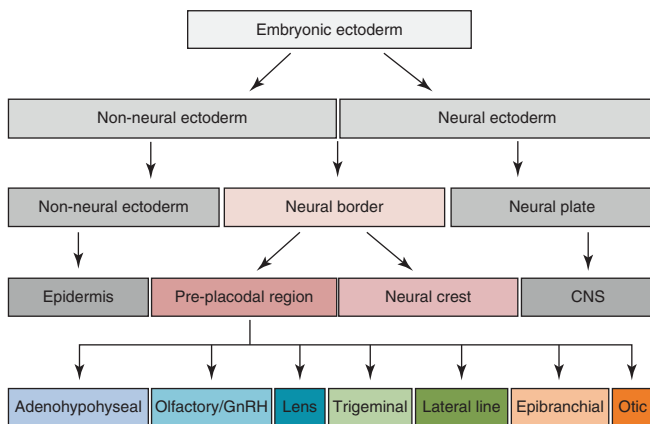 Embryonic ectoderm
Non-neural ectoderm
Neural ectoderm
Non-neural ectoderm
Neural border
Neural plate
Epidermis
Pre-placodal region
Neural crest
CNS
Adenohypohyseal
Olfactory/GnRH
Lens
Trigeminal
Lateral line
Epibranchial
Otic